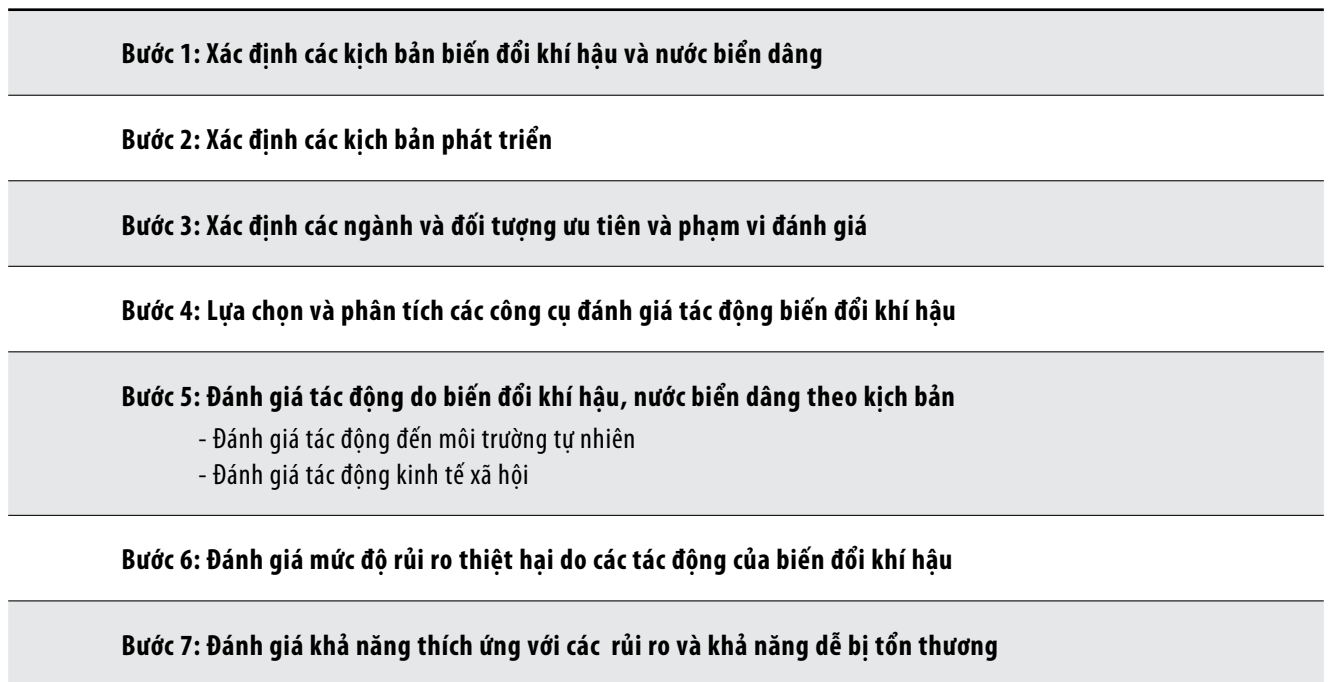 Bước 1: Xác định các kịch bản biến đổi khí hậu và nước biển dâng
Bước 2: Xác định các kịch bản phát triển
Bước 3: Xác định các ngành và đối tượng ưu tiên và phạm vi đánh giá
Bước 4: Lựa chọn và phân tích các công cụ đánh giá tác động biến đổi khí hậu
Bước 5: Đánh giá tác động do biến đổi khí hậu, nước biển dâng theo kịch bản
- Đánh giá tác động đến môi trường tự nhiên
- Đánh giá tác động kinh tế xã hội
Bước 6: Đánh giá mức độ rủi ro thiệt hại do các tác động của biến đổi khí hậu
Bước 7: Đánh giá khả năng thích ứng với các rủi ro và khả năng dễ bị tổn thương